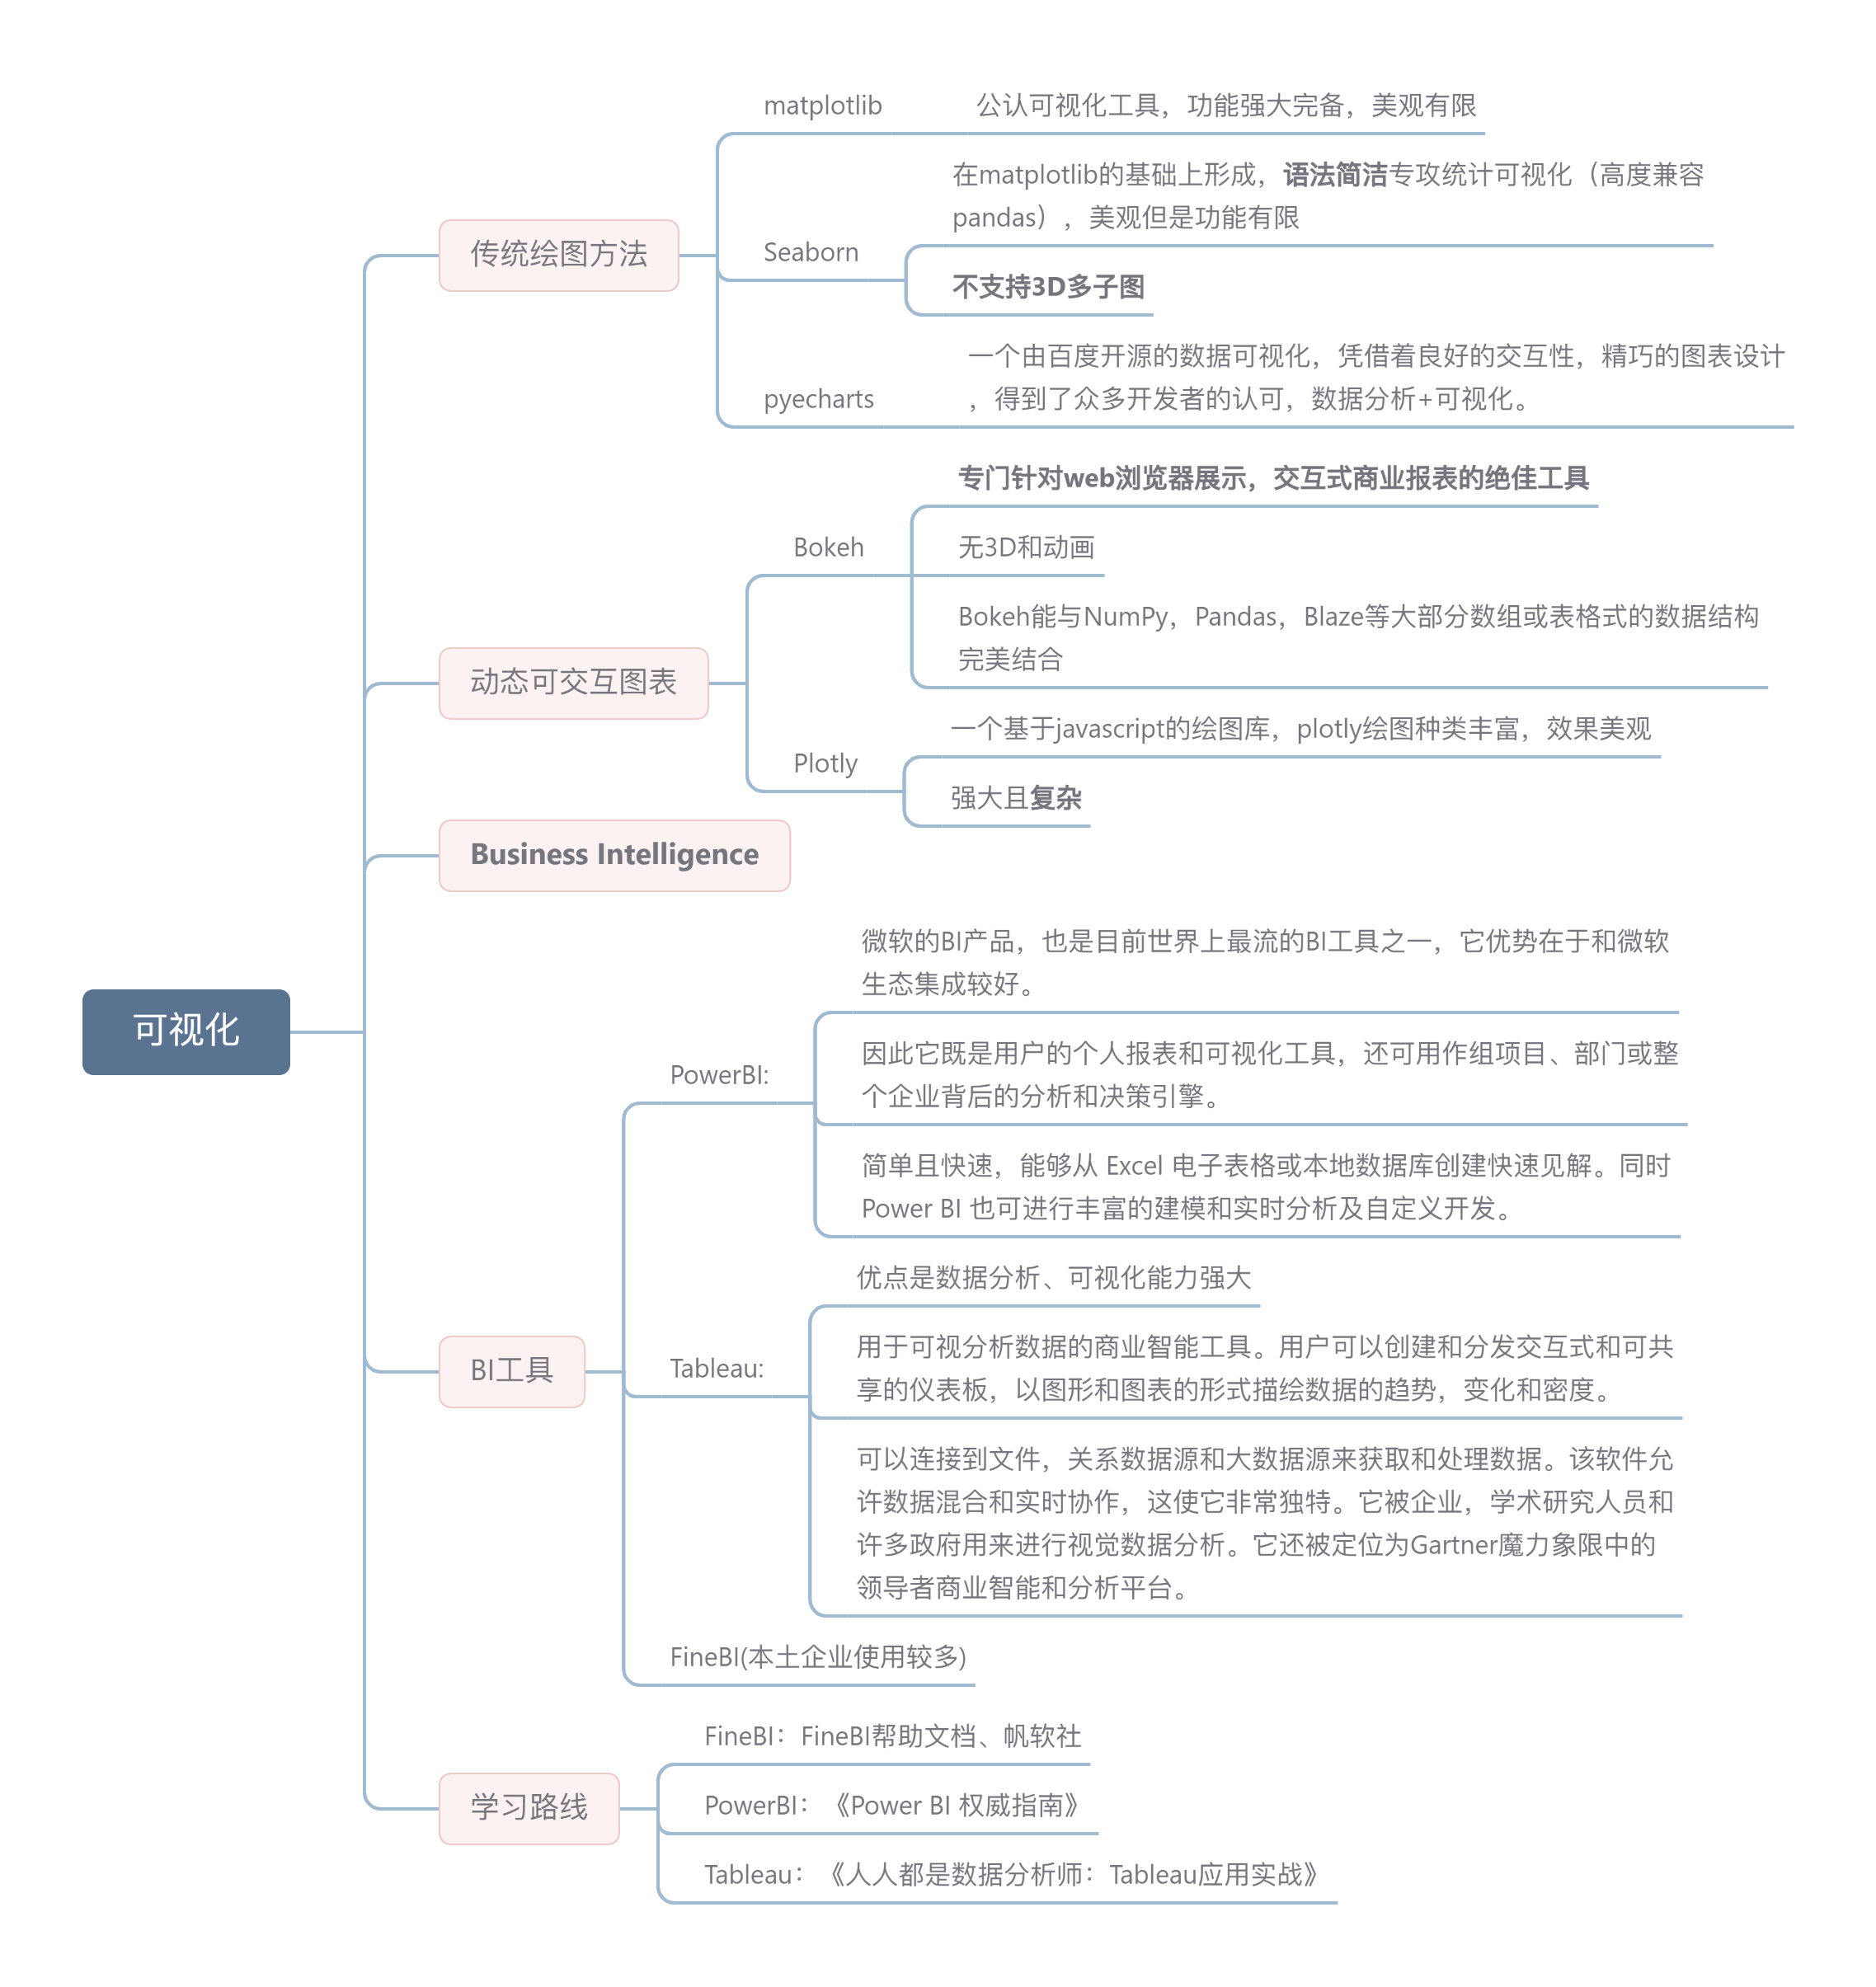 可视化
传统绘图方法
matplotlib
公认可视化工具，功能强大完备，美观有限
Seaborn
在matplotlib的基础上形成，语法简洁专攻统计可视化（高度兼容
pandas），美观但是功能有限
不支持3D多子图
pyecharts
一个由百度开源的数据可视化，凭借着良好的交互性，精巧的图表设计
，得到了众多开发者的认可，数据分析+可视化。
动态可交互图表
Bokeh
专门针对web浏览器展示，交互式商业报表的绝佳工具
无3D和动画
Bokeh能与NumPy，Pandas，Blaze等大部分数组或表格式的数据结构
完美结合
Plotly
一个基于javascript的绘图库，plotly绘图种类丰富，效果美观
强大且复杂
Business Intelligence
BI工具
PowerBI:
微软的BI产品，也是目前世界上最流的BI工具之一，它优势在于和微软
生态集成较好。
因此它既是用户的个人报表和可视化工具，还可用作组项目、部门或整
个企业背后的分析和决策引擎。
简单且快速，能够从 Excel 电子表格或本地数据库创建快速见解。同时
Power BI 也可进行丰富的建模和实时分析及自定义开发。
Tableau:
优点是数据分析、可视化能力强大
用于可视分析数据的商业智能工具。用户可以创建和分发交互式和可共
享的仪表板，以图形和图表的形式描绘数据的趋势，变化和密度。
可以连接到文件，关系数据源和大数据源来获取和处理数据。该软件允
许数据混合和实时协作，这使它非常独特。它被企业，学术研究人员和
许多政府用来进行视觉数据分析。它还被定位为Gartner魔力象限中的
领导者商业智能和分析平台。
FineBI(本土企业使用较多)
学习路线
FineBI：FineBI帮助文档、帆软社
PowerBI：《Power BI 权威指南》
Tableau：《人人都是数据分析师：Tableau应用实战》